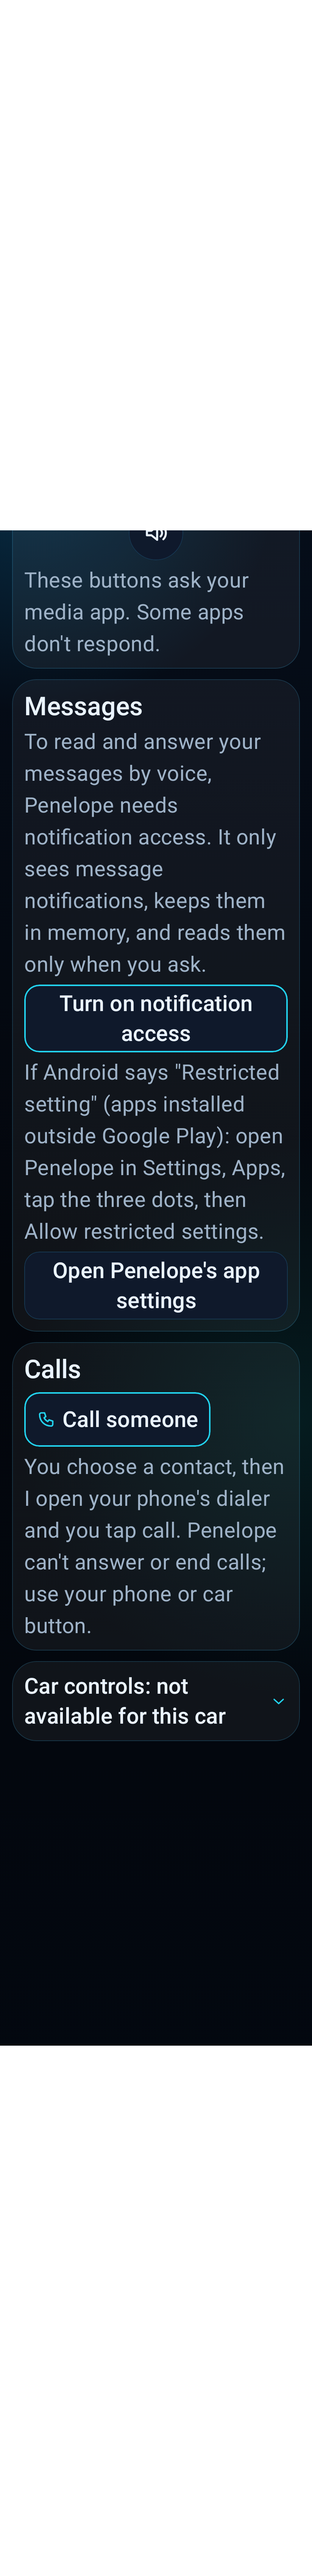 These buttons ask your
media app. Some apps
don't respond.
Messages
To read and answer your
messages by voice,
Penelope needs
notification access. It only
sees message
notifications, keeps them
in memory, and reads them
only when you ask.
Turn on notification
access
If Android says "Restricted
setting" (apps installed
outside Google Play): open
Penelope in Settings, Apps,
tap the three dots, then
Allow restricted settings.
Open Penelope's app
settings
Calls
Call someone
You choose a contact, then
I open your phone's dialer
and you tap call. Penelope
can't answer or end calls;
use your phone or car
button.
Car controls: not
available for this car